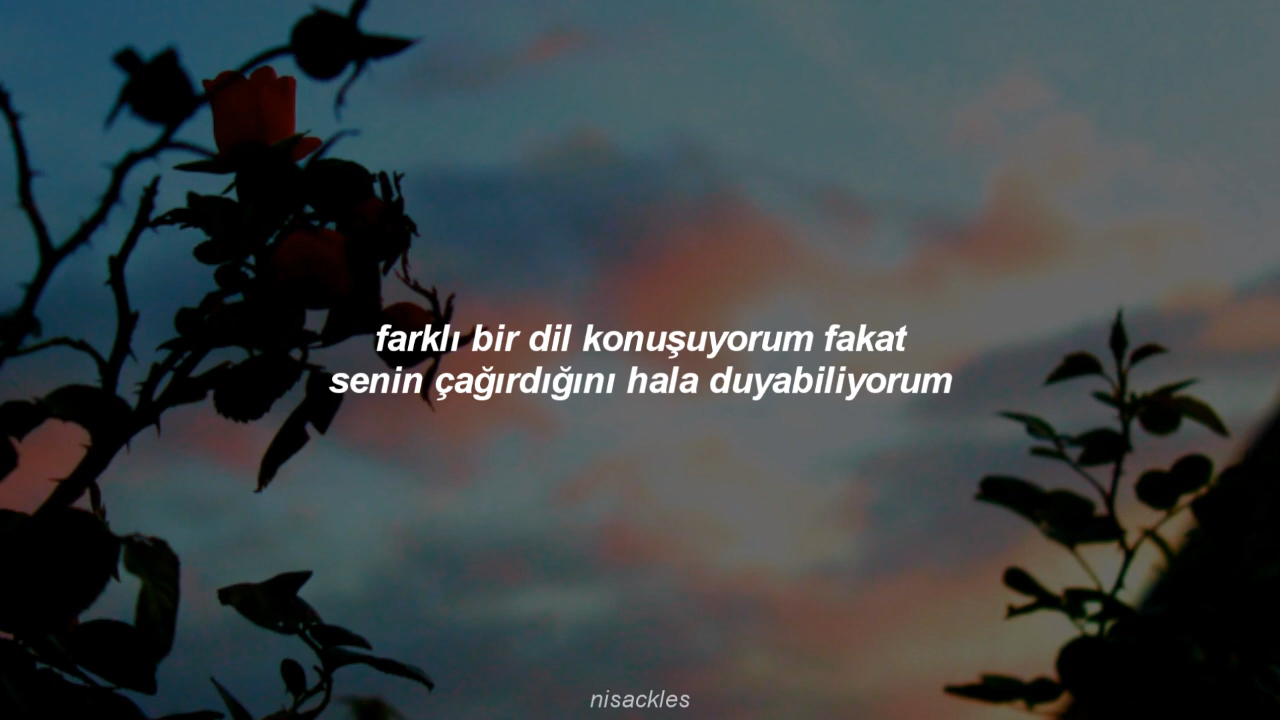 farklı bir dil konuşuyorum fakat
senin çağırdığını hala duyabiliyorum
nisackles